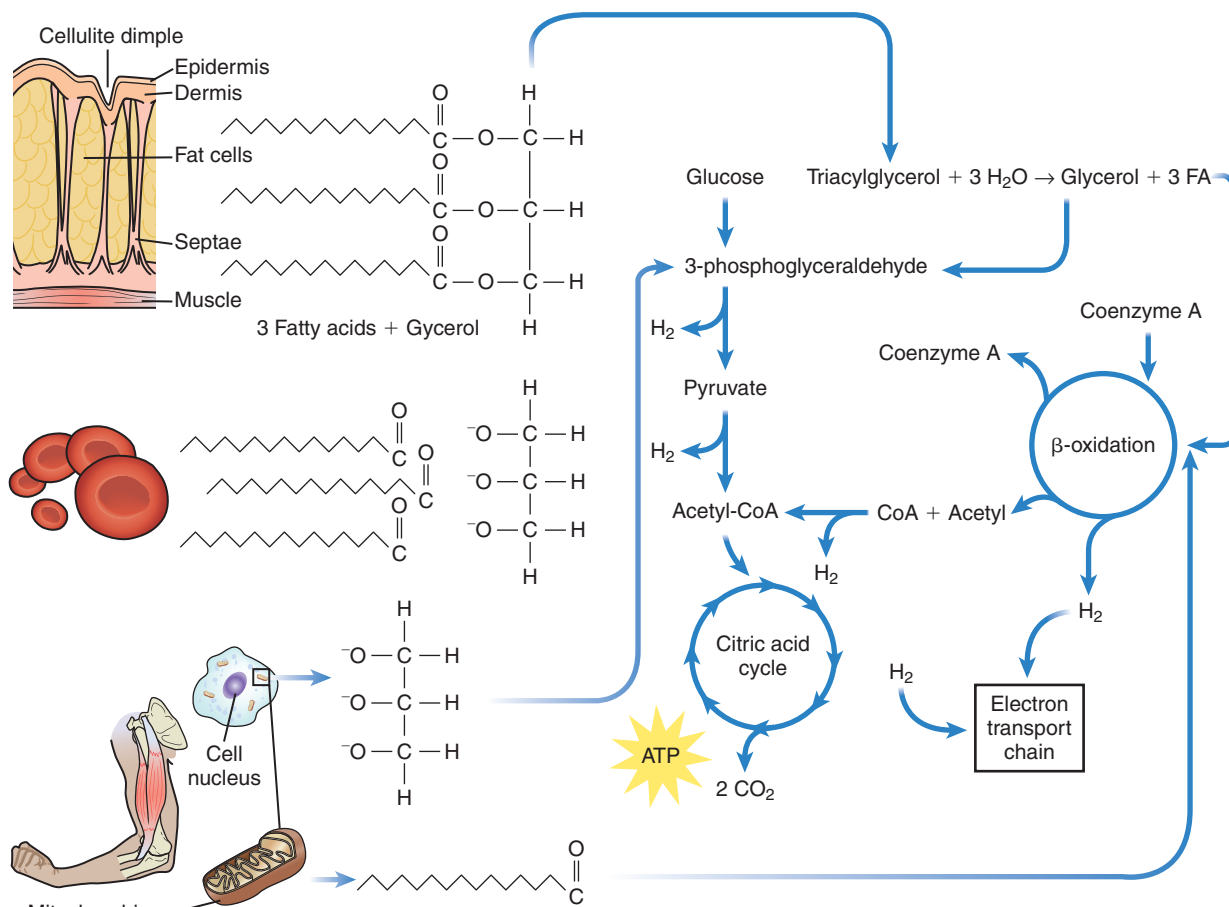 Cellulite dimple
Epidermis
Dermis
Fat cells
Septae
Muscle
O
H
C — O — C — H
O
C — O — C — H
O
C — O — C — H
H
3 Fatty acids + Gycerol
Glucose
Triacylglycerol + 3 H₂O → Glycerol + 3 FA
3-phosphoglyceraldehyde
H₂
Pyruvate
H₂
Acetyl-CoA
CoA + Acetyl
H₂
Coenzyme A
Coenzyme A
β-oxidation
H₂
H₂
Electron
transport
chain
Citric acid
cycle
ATP
2 CO₂
O
C
O
C
O
C
H
⁻O — C — H
⁻O — C — H
⁻O — C — H
H
H
⁻O — C — H
⁻O — C — H
⁻O — C — H
H
Cell
nucleus
O
C